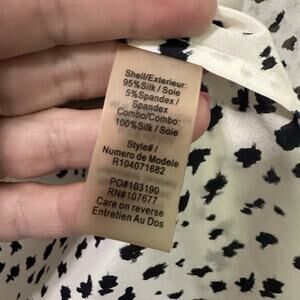 Shell/Exterieur:
95%Silk / Soie
5%Spandex /
Spandex
Combo/Combo:
100%Silk / Soie
Style# /
Numero de Modele
R104071682
PO#103190
RN#107677
Care on reverse
Entretien Au Dos